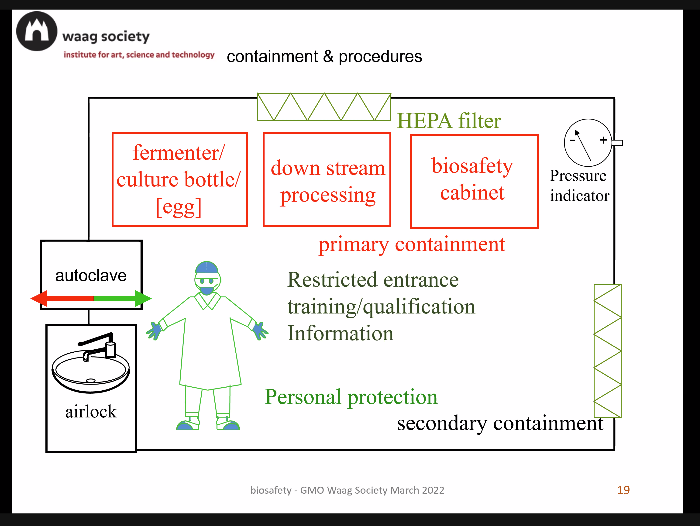 waag society
institute for art, science and technology
containment & procedures
HEPA filter
fermenter/
culture bottle/
[egg]
down stream
processing
biosafety
cabinet
- +
Pressure
indicator
primary containment
autoclave
Restricted entrance
training/qualification
Information
airlock
Personal protection
secondary containment
biosafety - GMO Waag Society March 2022
19